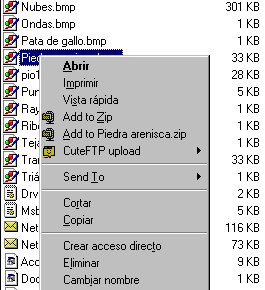 Nubes.bmp 301 KB
Ondas.bmp 1 KB
Pata de gallo.bmp 1 KB
Pied 33 KB
pio1 28 KB
Pun 5 KB
Ray 1 KB
Ribe 1 KB
Teja 1 KB
Tran 33 KB
Triá 1 KB
Drv 2 KB
Msb 2 KB
Net 116 KB
Net 73 KB
Acc 9 KB
Doc 1 KB
Abrir
Imprimir
Vista rápida
Add to Zip
Add to Piedra arenisca.zip
CuteFTP upload
Send To
Cortar
Copiar
Crear acceso directo
Eliminar
Cambiar nombre